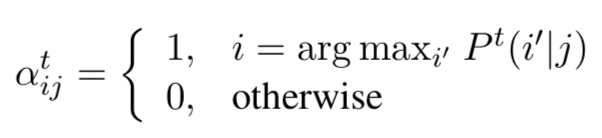 α^t_{ij} = { 1, i = arg max_{i′} P^t(i′|j)
0, otherwise